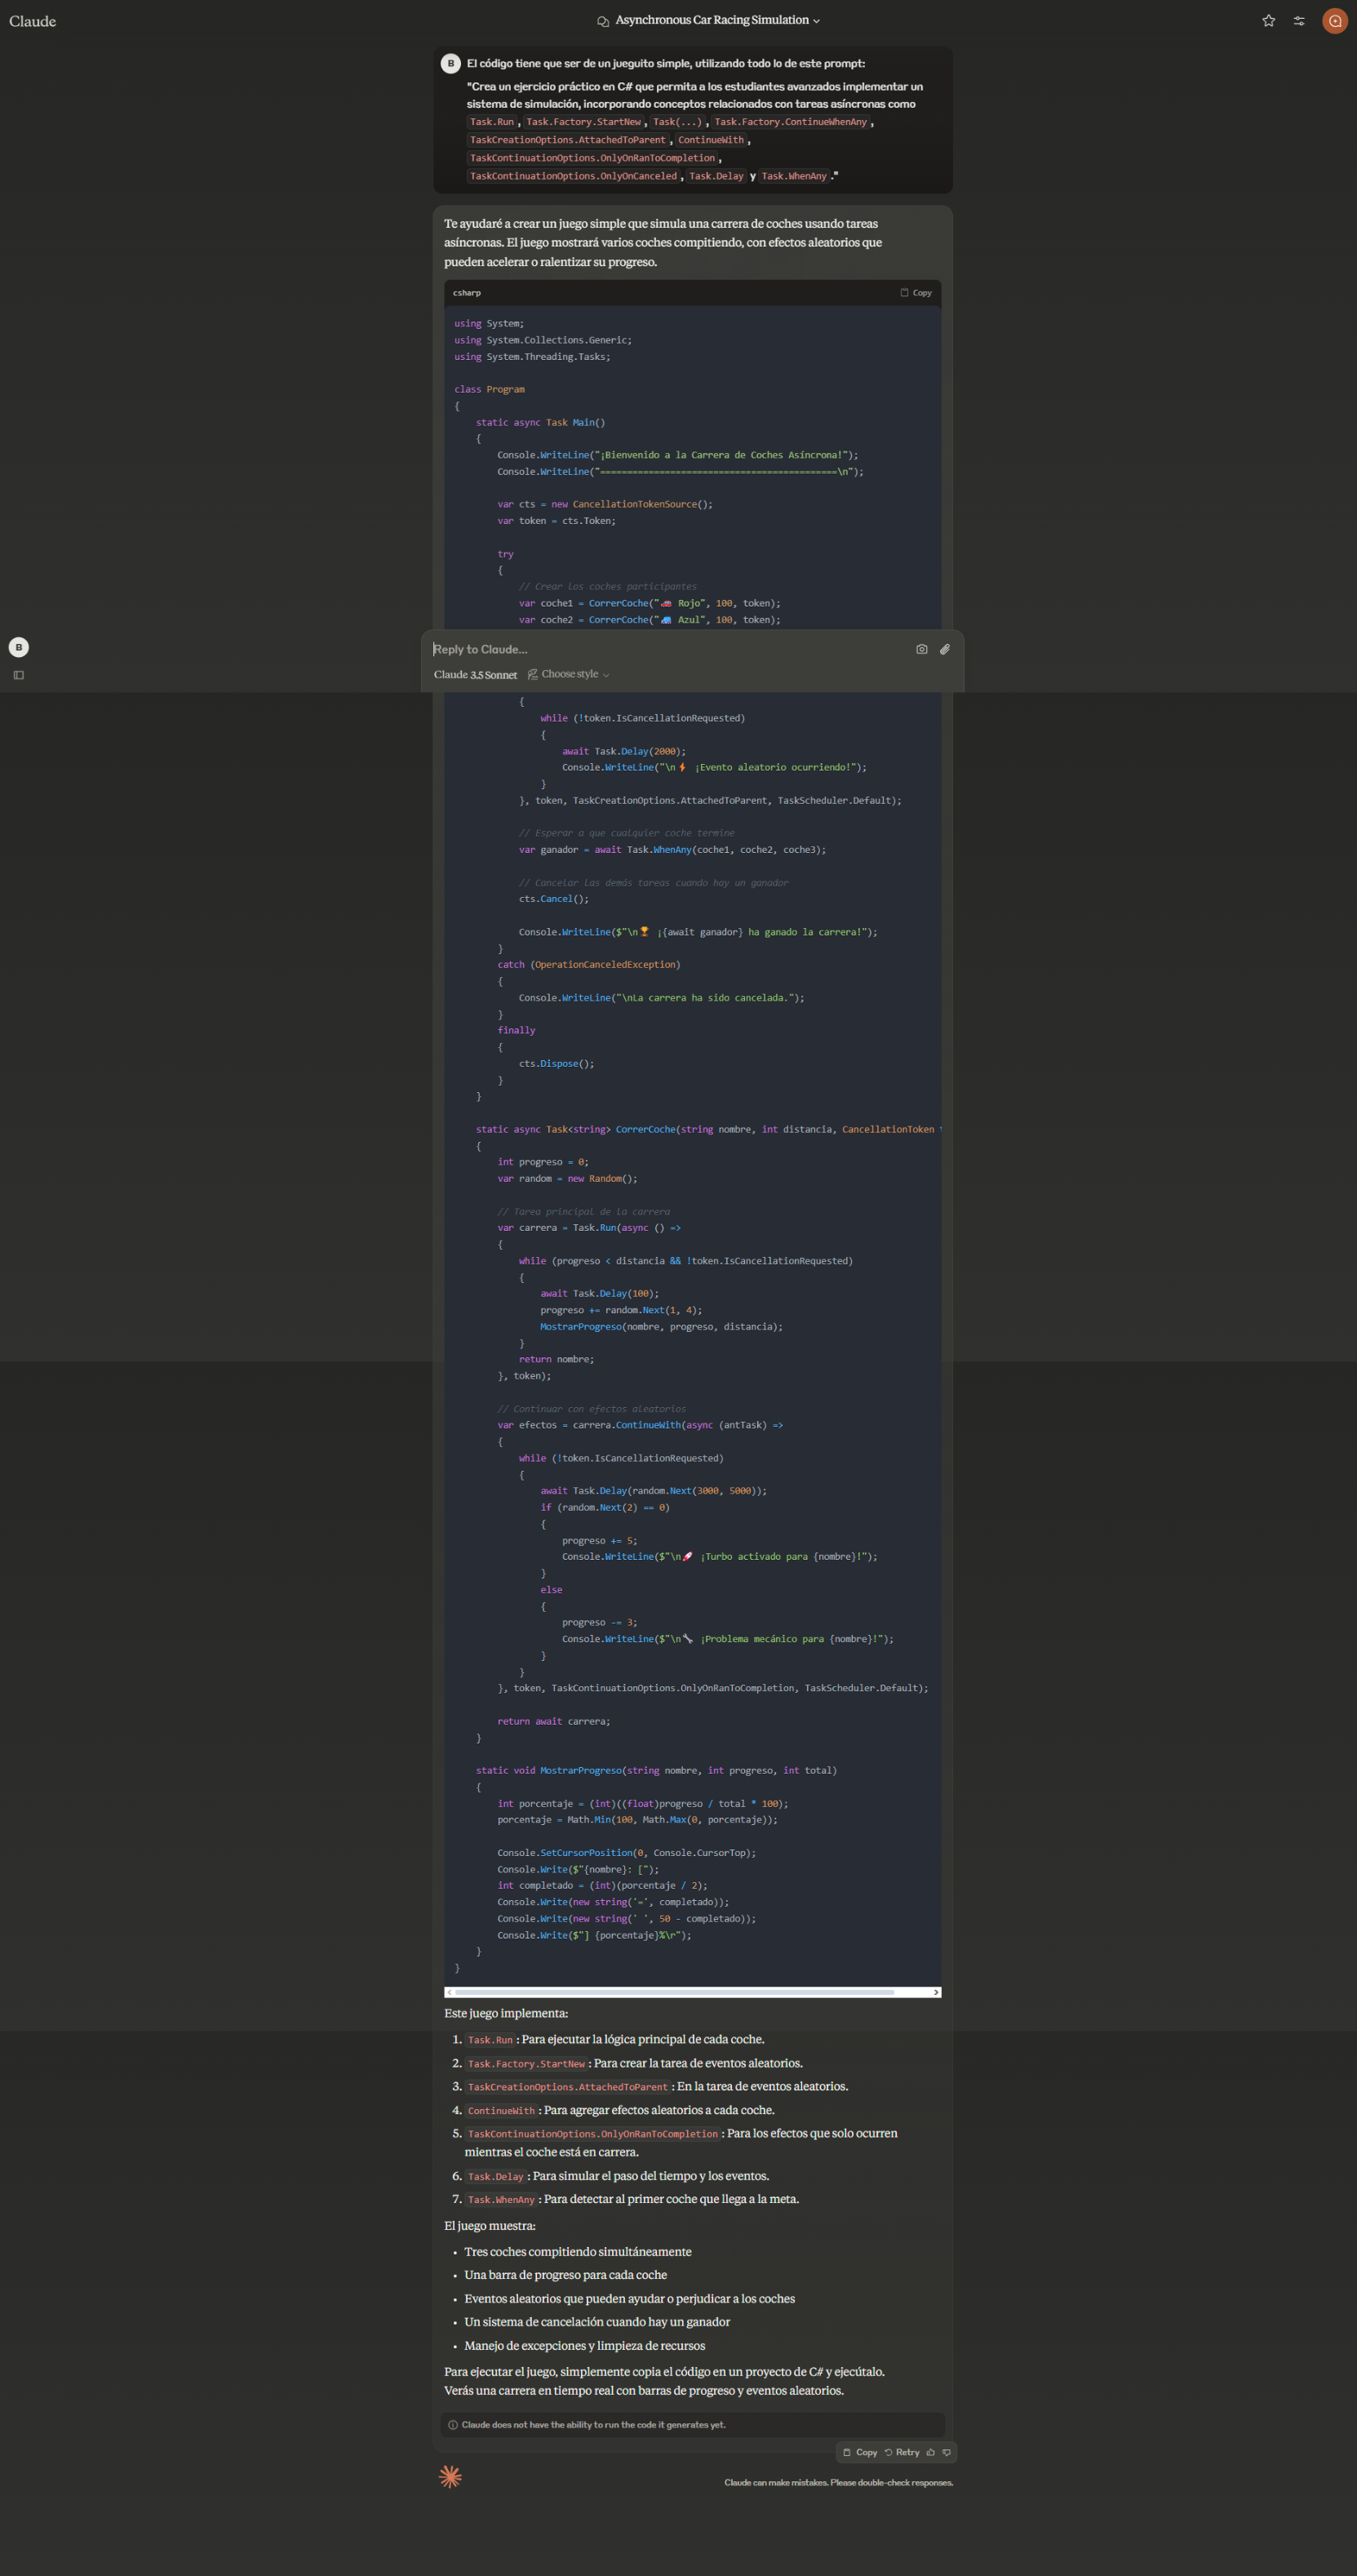 Claude
Asynchronous Car Racing Simulation
B
El código tiene que ser de un jueguito simple, utilizando todo lo de este prompt:
"Crea un ejercicio práctico en C# que permita a los estudiantes avanzados implementar un
sistema de simulación, incorporando conceptos relacionados con tareas asíncronas como
Task.Run, Task.Factory.StartNew, Task(...), Task.Factory.ContinueWhenAny,
TaskCreationOptions.AttachedToParent, ContinueWith,
TaskContinuationOptions.OnlyOnRanToCompletion,
TaskContinuationOptions.OnlyOnCanceled, Task.Delay y Task.WhenAny."
Te ayudaré a crear un juego simple que simula una carrera de coches usando tareas
asíncronas. El juego mostrará varios coches compitiendo, con efectos aleatorios que
pueden acelerar o ralentizar su progreso.
csharp
Copy
using System;
using System.Collections.Generic;
using System.Threading.Tasks;
class Program
{
static async Task Main()
{
Console.WriteLine("¡Bienvenido a la Carrera de Coches Asíncrona!");
Console.WriteLine("============================================\n");
var cts = new CancellationTokenSource();
var token = cts.Token;
try
{
// Crear los coches participantes
var coche1 = CorrerCoche("🚗 Rojo", 100, token);
var coche2 = CorrerCoche("🚙 Azul", 100, token);
B
Reply to Claude...
Claude 3.5 Sonnet Choose style
{
while (!token.IsCancellationRequested)
{
await Task.Delay(2000);
Console.WriteLine("\n⚡ ¡Evento aleatorio ocurriendo!");
}
}, token, TaskCreationOptions.AttachedToParent, TaskScheduler.Default);
// Esperar a que cualquier coche termine
var ganador = await Task.WhenAny(coche1, coche2, coche3);
// Cancelar las demás tareas cuando hay un ganador
cts.Cancel();
Console.WriteLine($"\n🏆 ¡{await ganador} ha ganado la carrera!");
}
catch (OperationCanceledException)
{
Console.WriteLine("\nLa carrera ha sido cancelada.");
}
finally
{
cts.Dispose();
}
}
static async Task<string> CorrerCoche(string nombre, int distancia, CancellationToken
{
int progreso = 0;
var random = new Random();
// Tarea principal de la carrera
var carrera = Task.Run(async () =>
{
while (progreso < distancia && !token.IsCancellationRequested)
{
await Task.Delay(100);
progreso += random.Next(1, 4);
MostrarProgreso(nombre, progreso, distancia);
}
return nombre;
}, token);
// Continuar con efectos aleatorios
var efectos = carrera.ContinueWith(async (antTask) =>
{
while (!token.IsCancellationRequested)
{
await Task.Delay(random.Next(3000, 5000));
if (random.Next(2) == 0)
{
progreso += 5;
Console.WriteLine($"\n🚀 ¡Turbo activado para {nombre}!");
}
else
{
progreso -= 3;
Console.WriteLine($"\n🔧 ¡Problema mecánico para {nombre}!");
}
}
}, token, TaskContinuationOptions.OnlyOnRanToCompletion, TaskScheduler.Default);
return await carrera;
}
static void MostrarProgreso(string nombre, int progreso, int total)
{
int porcentaje = (int)((float)progreso / total * 100);
porcentaje = Math.Min(100, Math.Max(0, porcentaje));
Console.SetCursorPosition(0, Console.CursorTop);
Console.Write($"{nombre}: [");
int completado = (int)(porcentaje / 2);
Console.Write(new string('=', completado));
Console.Write(new string(' ', 50 - completado));
Console.Write($"] {porcentaje}%\r");
}
}
Este juego implementa:
1. Task.Run: Para ejecutar la lógica principal de cada coche.
2. Task.Factory.StartNew: Para crear la tarea de eventos aleatorios.
3. TaskCreationOptions.AttachedToParent: En la tarea de eventos aleatorios.
4. ContinueWith: Para agregar efectos aleatorios a cada coche.
5. TaskContinuationOptions.OnlyOnRanToCompletion: Para los efectos que solo ocurren
mientras el coche está en carrera.
6. Task.Delay: Para simular el paso del tiempo y los eventos.
7. Task.WhenAny: Para detectar al primer coche que llega a la meta.
El juego muestra:
• Tres coches compitiendo simultáneamente
• Una barra de progreso para cada coche
• Eventos aleatorios que pueden ayudar o perjudicar a los coches
• Un sistema de cancelación cuando hay un ganador
• Manejo de excepciones y limpieza de recursos
Para ejecutar el juego, simplemente copia el código en un proyecto de C# y ejecútalo.
Verás una carrera en tiempo real con barras de progreso y eventos aleatorios.
Claude does not have the ability to run the code it generates yet.
Copy Retry
Claude can make mistakes. Please double-check responses.